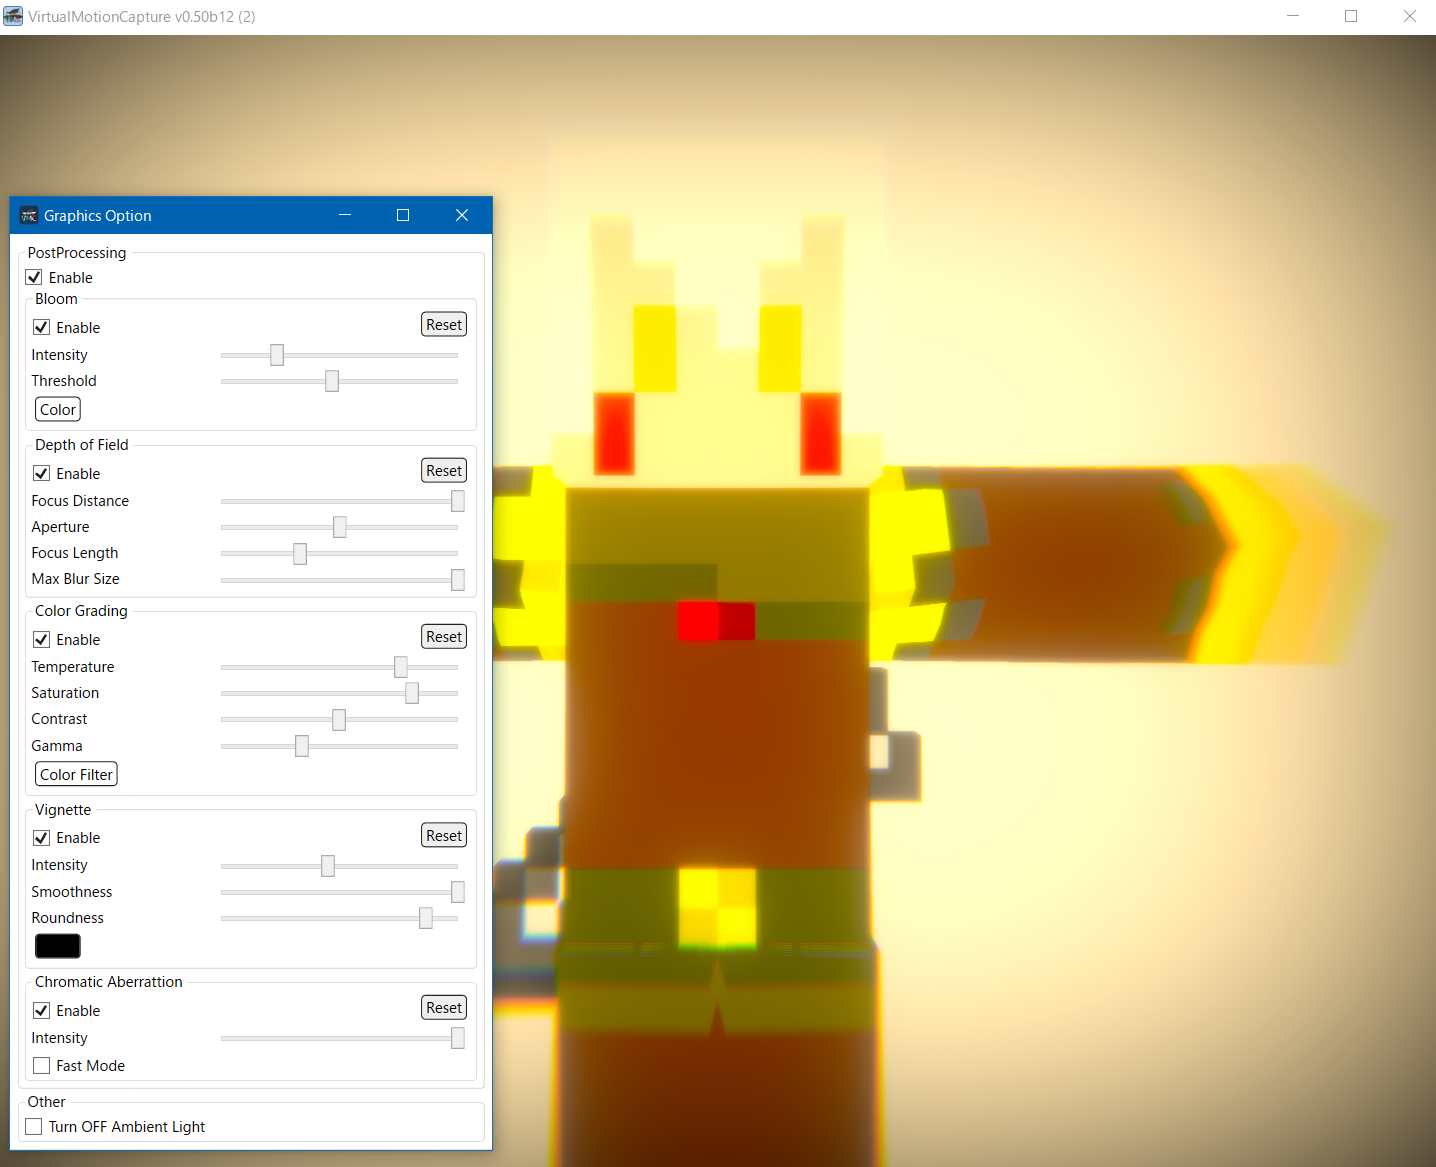 VirtualMotionCapture v0.50b12 (2)
Graphics Option
PostProcessing
Enable
Bloom
Enable
Reset
Intensity
Threshold
Color
Depth of Field
Enable
Reset
Focus Distance
Aperture
Focus Length
Max Blur Size
Color Grading
Enable
Reset
Temperature
Saturation
Contrast
Gamma
Color Filter
Vignette
Enable
Reset
Intensity
Smoothness
Roundness
Chromatic Aberrattion
Enable
Reset
Intensity
Fast Mode
Other
Turn OFF Ambient Light